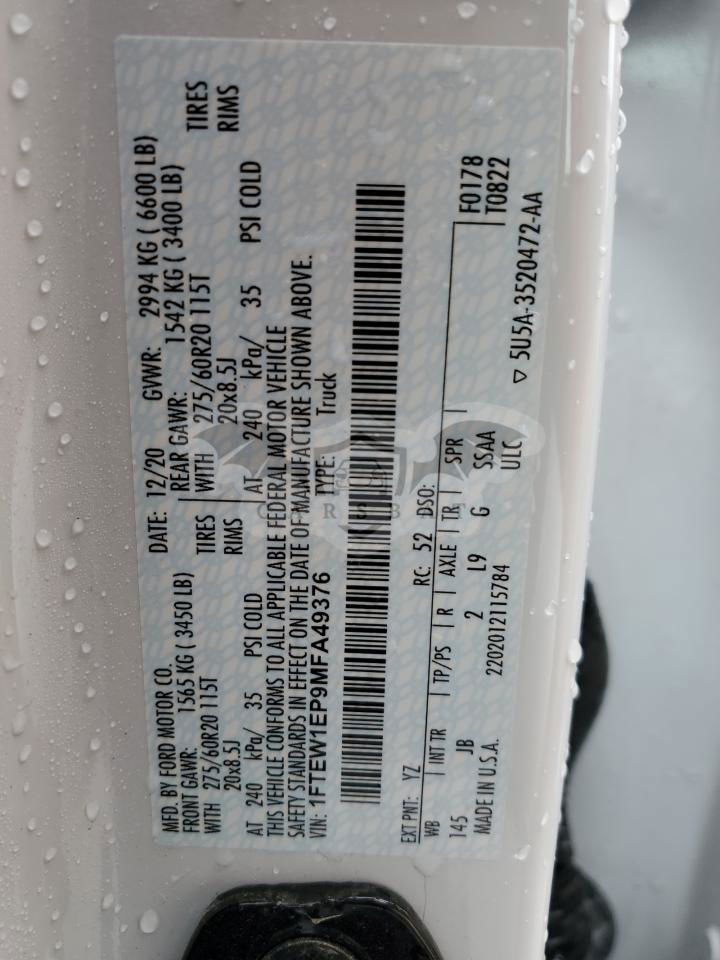 MFD. BY FORD MOTOR CO. DATE: 12/20 GVWR: 2994 KG ( 6600 LB)
FRONT GAWR: 1565 KG ( 3450 LB) REAR GAWR: 1542 KG ( 3400 LB)
WITH 275/60R20 115T TIRES WITH 275/60R20 115T TIRES
20x8.5J RIMS 20x8.5J RIMS
AT 240 kPa/ 35 PSI COLD AT 240 kPa/ 35 PSI COLD
THIS VEHICLE CONFORMS TO ALL APPLICABLE FEDERAL MOTOR VEHICLE
SAFETY STANDARDS IN EFFECT ON THE DATE OF MANUFACTURE SHOWN ABOVE.
VIN: 1FTEW1EP9MFA49376 TYPE: Truck
EXT PNT: YZ RC: 52 DSO: F0178
WB | INT TR | TP/PS | R | AXLE | TR | SPR | T0822
145 JB 2 L9 G SSAA
MADE IN U.S.A. 2202012115784 ULC
▽ 5U5A-3520472-AA